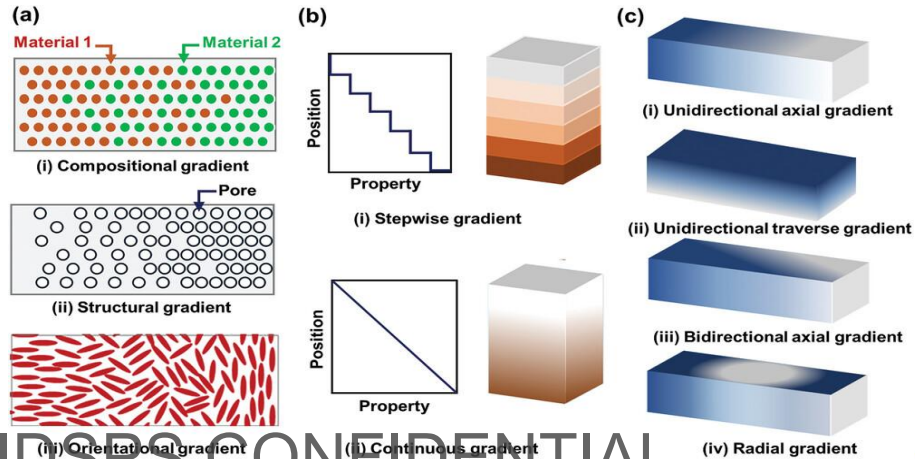 (a)
Material 1
Material 2
(i) Compositional gradient
Pore
(ii) Structural gradient
(iii) Orientational gradient
(b)
Position
Property
(i) Stepwise gradient
Position
Property
(ii) Continuous gradient
(c)
(i) Unidirectional axial gradient
(ii) Unidirectional traverse gradient
(iii) Bidirectional axial gradient
(iv) Radial gradient
CONFIDENTIAL